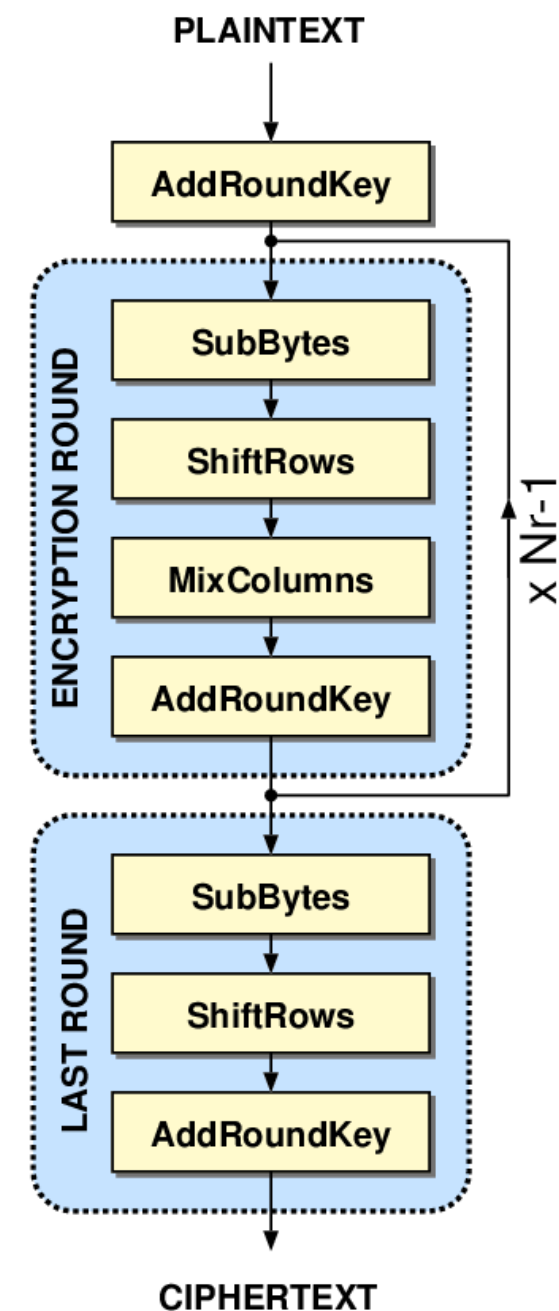 PLAINTEXT
AddRoundKey
ENCRYPTION ROUND
SubBytes
ShiftRows
MixColumns
AddRoundKey
x Nr-1
LAST ROUND
SubBytes
ShiftRows
AddRoundKey
CIPHERTEXT